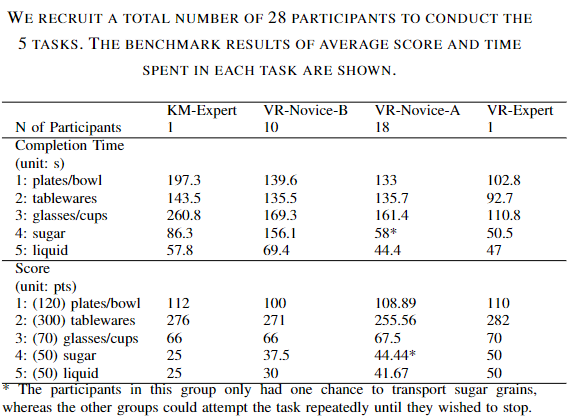 WE RECRUIT A TOTAL NUMBER OF 28 PARTICIPANTS TO CONDUCT THE
5 TASKS. THE BENCHMARK RESULTS OF AVERAGE SCORE AND TIME
SPENT IN EACH TASK ARE SHOWN.
KM-Expert VR-Novice-B VR-Novice-A VR-Expert
N of Participants 1 10 18 1
Completion Time
(unit: s)
1: plates/bowl 197.3 139.6 133 102.8
2: tablewares 143.5 135.5 135.7 92.7
3: glasses/cups 260.8 169.3 161.4 110.8
4: sugar 86.3 156.1 58* 50.5
5: liquid 57.8 69.4 44.4 47
Score
(unit: pts)
1: (120) plates/bowl 112 100 108.89 110
2: (300) tablewares 276 271 255.56 282
3: (70) glasses/cups 66 66 67.5 70
4: (50) sugar 25 37.5 44.44* 50
5: (50) liquid 25 30 41.67 50
* The participants in this group only had one chance to transport sugar grains,
whereas the other groups could attempt the task repeatedly until they wished to stop.